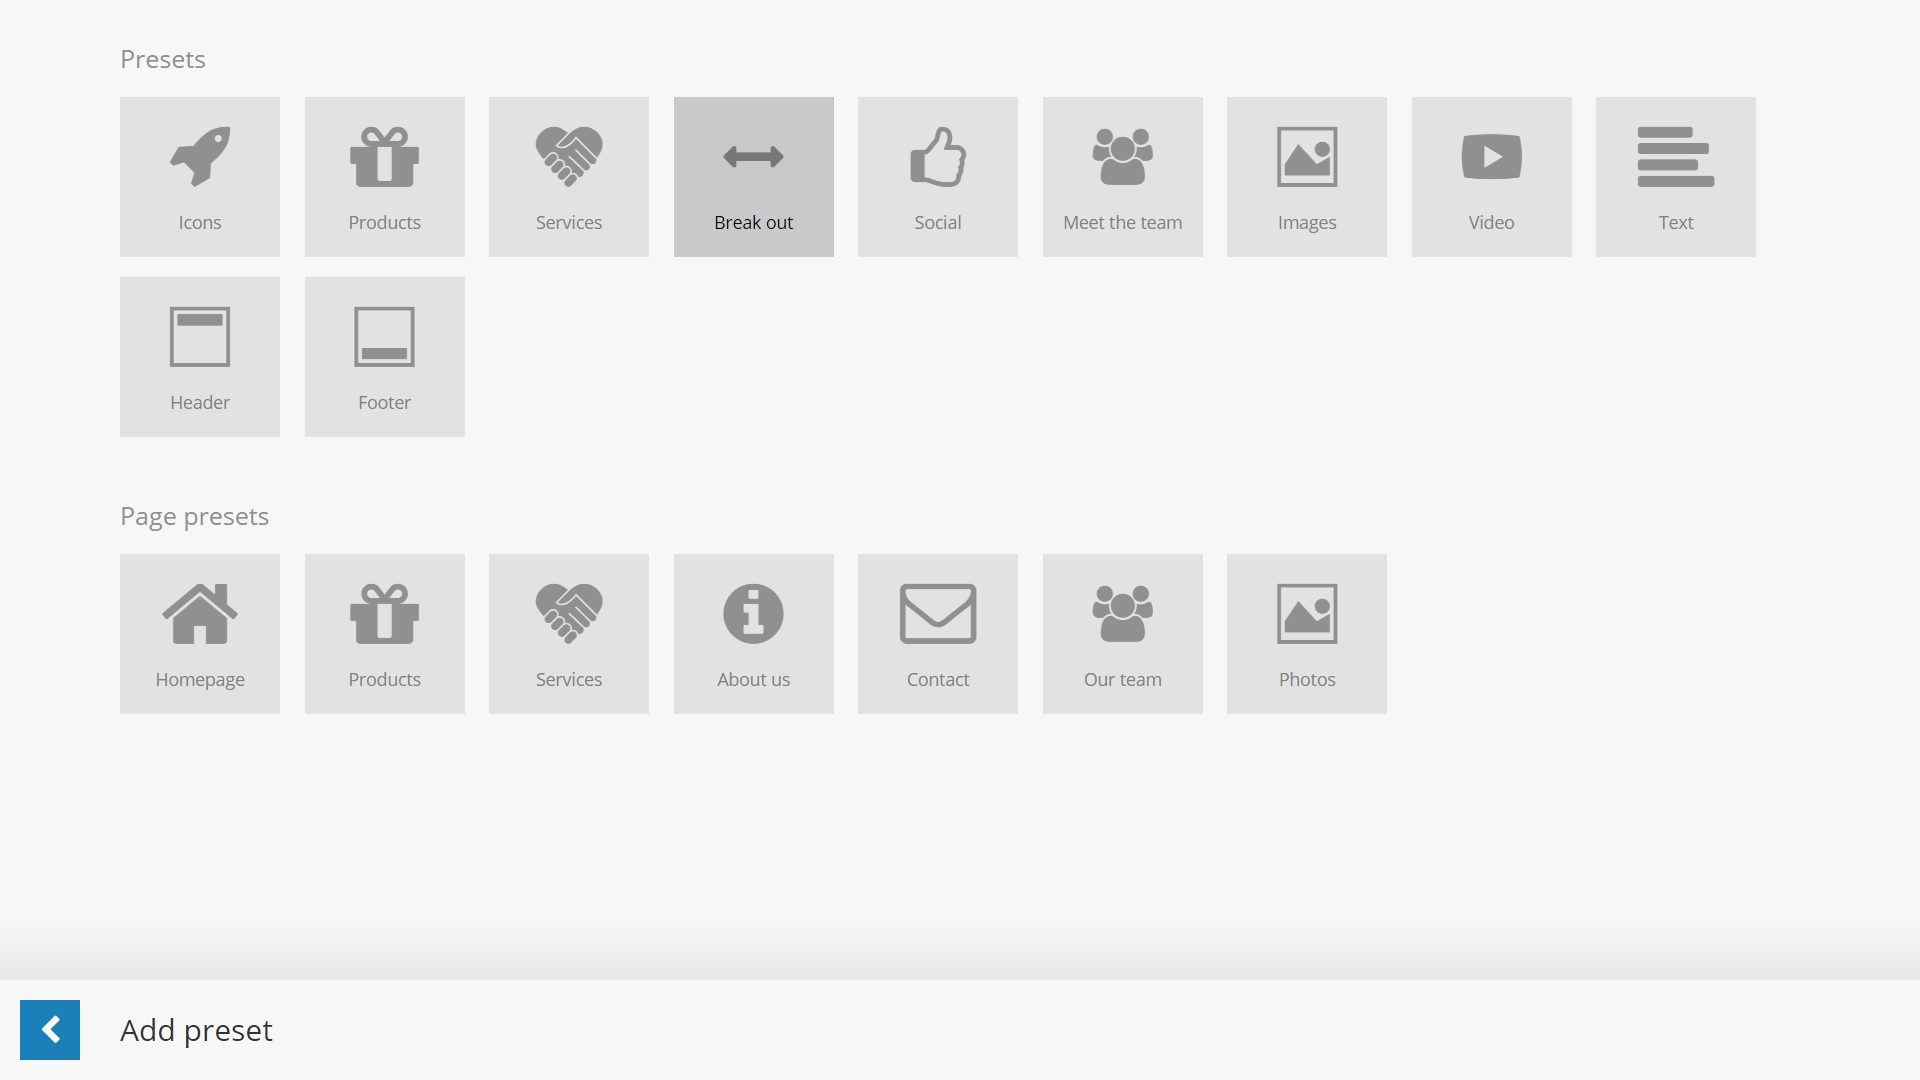 Presets
Icons
Products
Services
Break out
Social
Meet the team
Images
Video
Text
Header
Footer
Page presets
Homepage
Products
Services
About us
Contact
Our team
Photos
Add preset